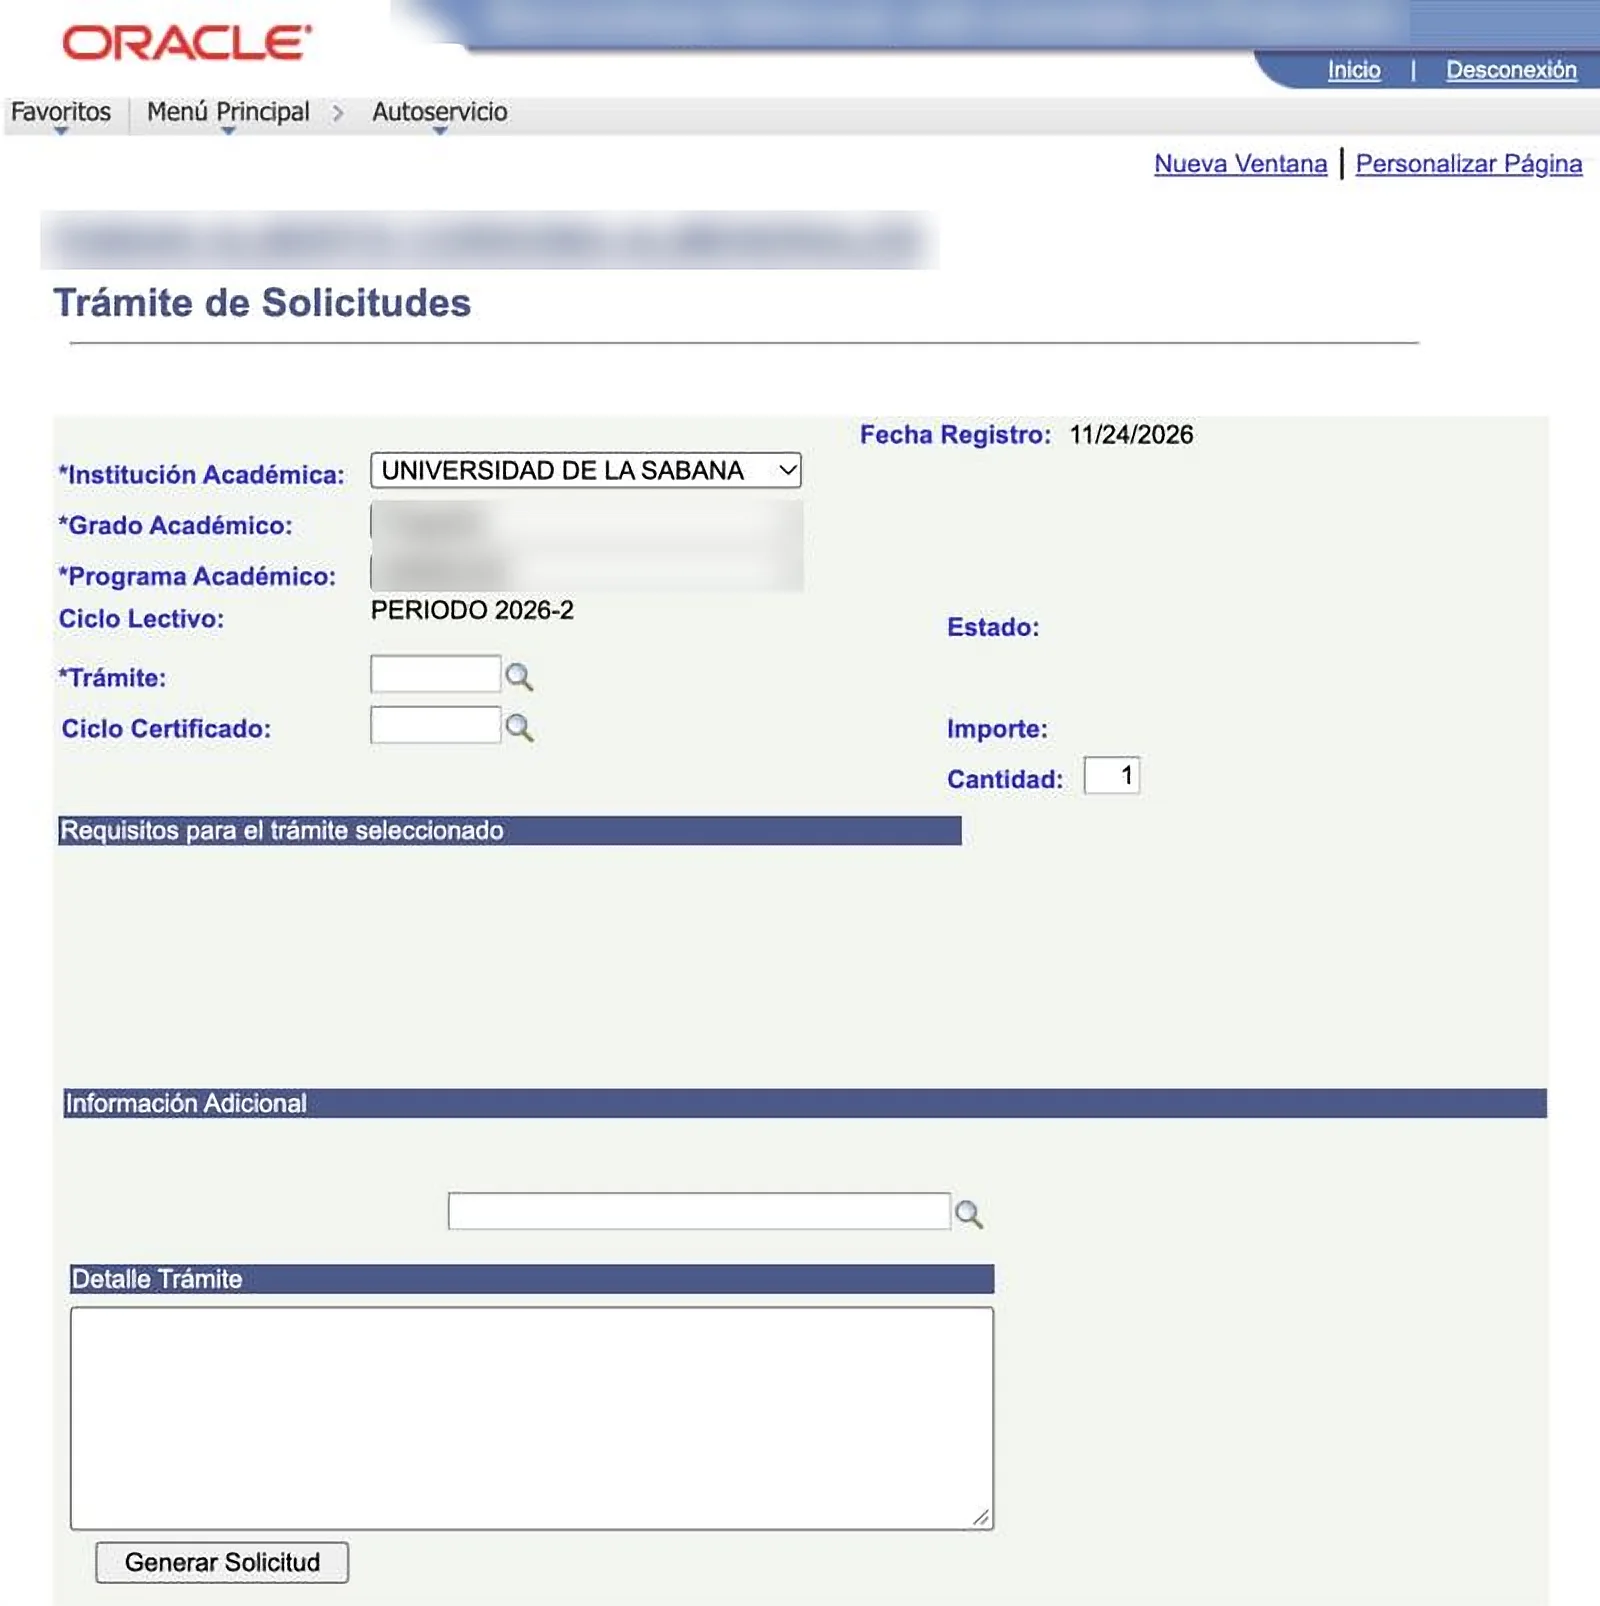 ORACLE
Inicio | Desconexión
Favoritos Menú Principal > Autoservicio
Nueva Ventana | Personalizar Página
Trámite de Solicitudes
Fecha Registro: 11/24/2026
*Institución Académica: UNIVERSIDAD DE LA SABANA
*Grado Académico:
*Programa Académico:
Ciclo Lectivo: PERIODO 2026-2
Estado:
*Trámite:
Ciclo Certificado:
Importe:
Cantidad: 1
Requisitos para el trámite seleccionado
Información Adicional
Detalle Trámite
Generar Solicitud